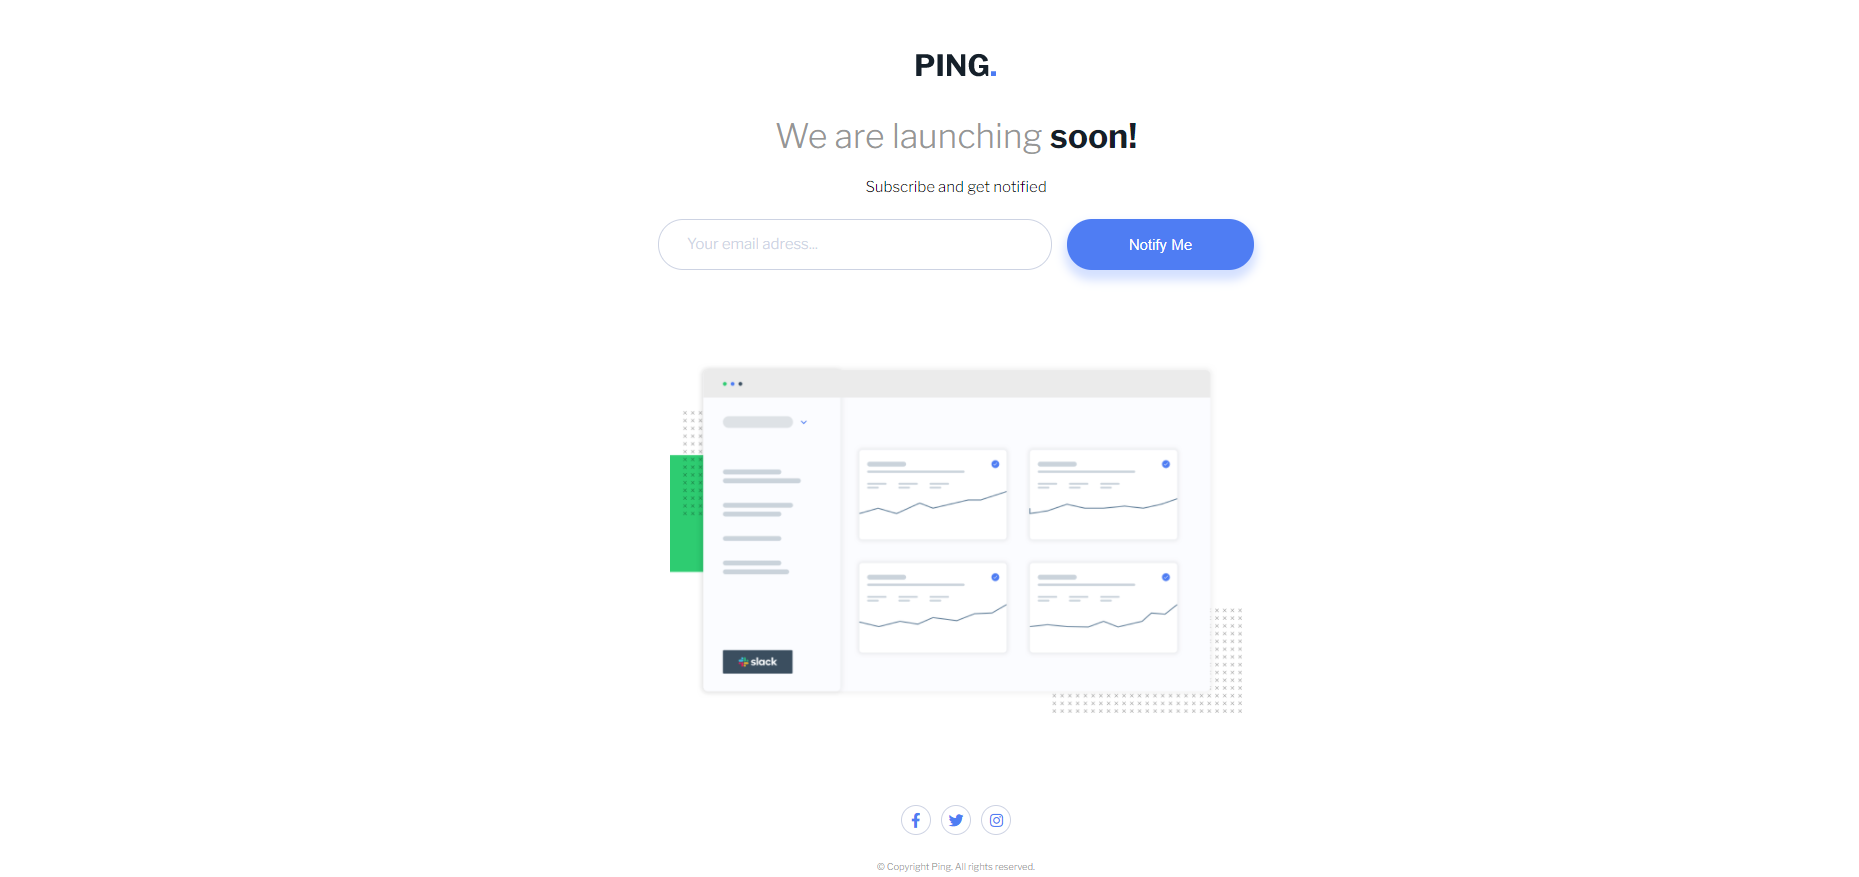 PING.
We are launching soon!
Subscribe and get notified
Your email adress...
Notify Me
slack
© Copyright Ping. All rights reserved.